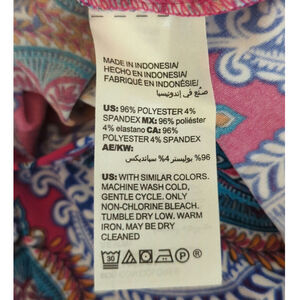 MADE IN INDONESIA/
HECHO EN INDONESIA/
FABRIQUÉ EN INDONÉSIE/
صنع في إندونيسيا
US: 96% POLYESTER 4%
SPANDEX MX: 96% poliéster
4% elastano CA: 96%
POLYESTER 4% SPANDEX
AE/KW:
96% بوليستر 4% سبانديكس
US: WITH SIMILAR COLORS.
MACHINE WASH COLD,
GENTLE CYCLE. ONLY
NON-CHLORINE BLEACH.
TUMBLE DRY LOW. WARM
IRON, MAY BE DRY
CLEANED
30
P